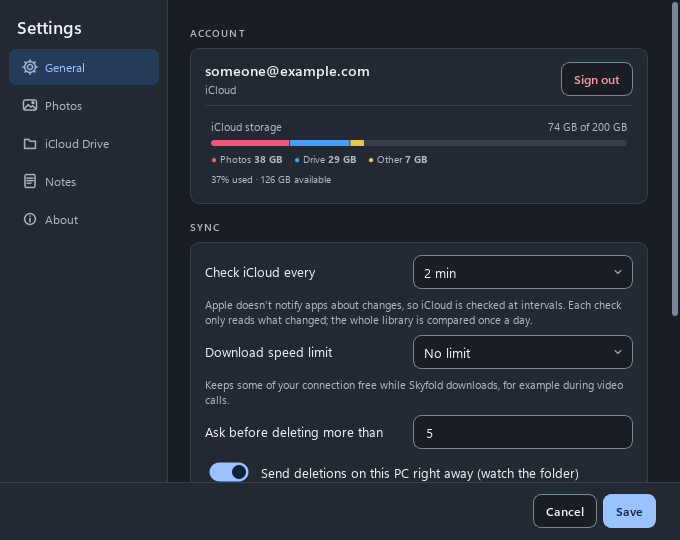 Settings
General
Photos
iCloud Drive
Notes
About
ACCOUNT
someone@example.com
iCloud
Sign out
iCloud storage
74 GB of 200 GB
Photos 38 GB
Drive 29 GB
Other 7 GB
37% used · 126 GB available
SYNC
Check iCloud every
2 min
Apple doesn't notify apps about changes, so iCloud is checked at intervals. Each check
only reads what changed; the whole library is compared once a day.
Download speed limit
No limit
Keeps some of your connection free while Skyfold downloads, for example during video
calls.
Ask before deleting more than
5
Send deletions on this PC right away (watch the folder)
Cancel
Save